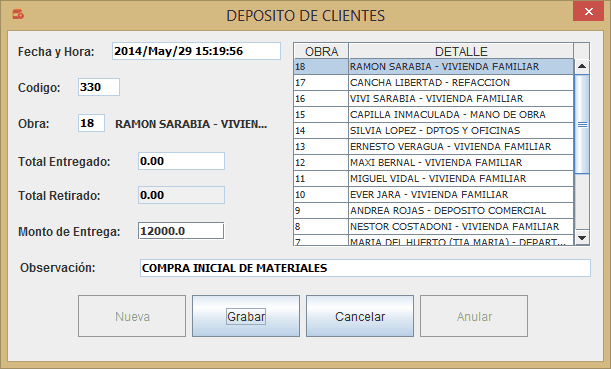 DEPOSITO DE CLIENTES
Fecha y Hora: 2014/May/29 15:19:56
Codigo: 330
Obra: 18 RAMON SARABIA - VIVIEN...
Total Entregado: 0.00
Total Retirado: 0.00
Monto de Entrega: 12000.0
OBRA DETALLE
18 RAMON SARABIA - VIVIENDA FAMILIAR
17 CANCHA LIBERTAD - REFACCION
16 VIVI SARABIA - VIVIENDA FAMILIAR
15 CAPILLA INMACULADA - MANO DE OBRA
14 SILVIA LOPEZ - DPTOS Y OFICINAS
13 ERNESTO VERAGUA - VIVIENDA FAMILIAR
12 MAXI BERNAL - VIVIENDA FAMILIAR
11 MIGUEL VIDAL - VIVIENDA FAMILIAR
10 EVER JARA - VIVIENDA FAMILIAR
9 ANDREA ROJAS - DEPOSITO COMERCIAL
8 NESTOR COSTADONI - VIVIENDA FAMILIAR
7 MARIA DEL HUERTO (TIA MARIA) - DEPART...
Observación: COMPRA INICIAL DE MATERIALES
Nueva Grabar Cancelar Anular